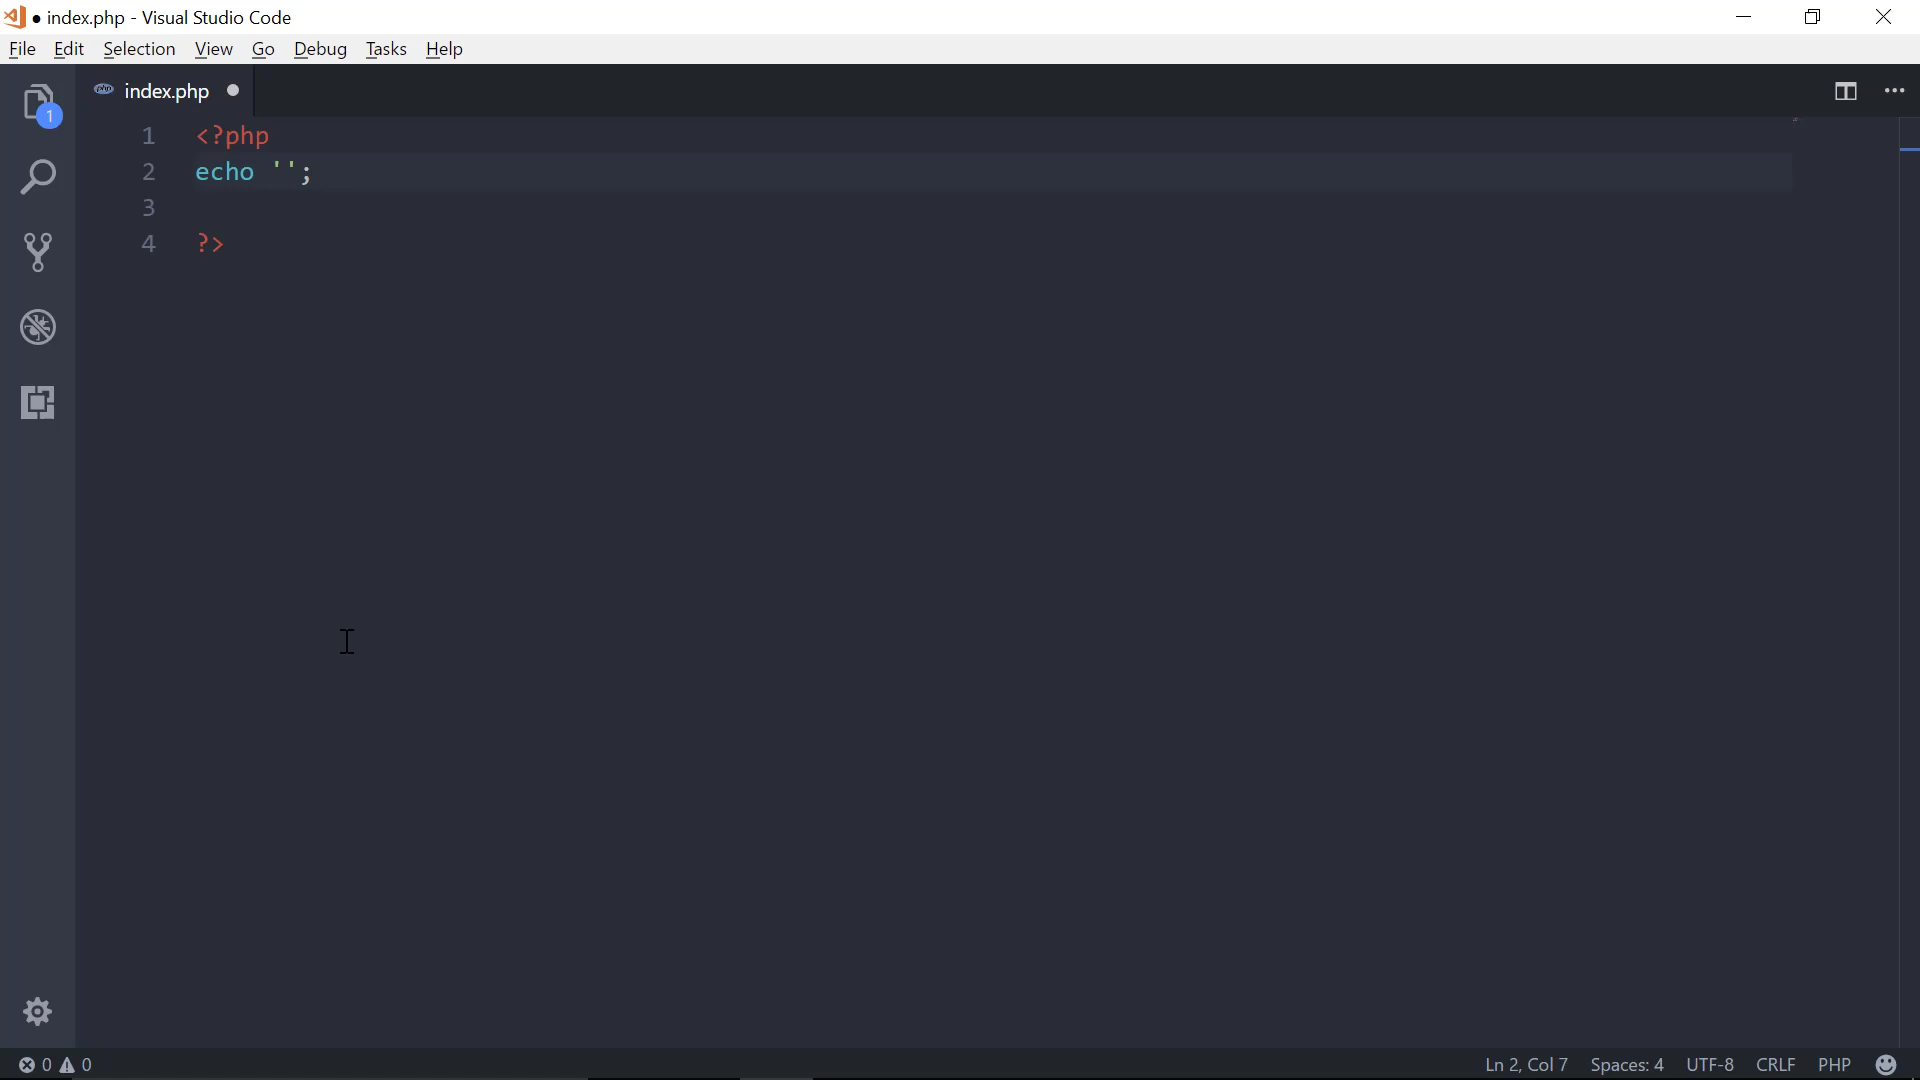 ● index.php - Visual Studio Code
File Edit Selection View Go Debug Tasks Help
index.php ●
1
1 <?php
2 echo '';
3
4 ?>
0 0 Ln 2, Col 7 Spaces: 4 UTF-8 CRLF PHP